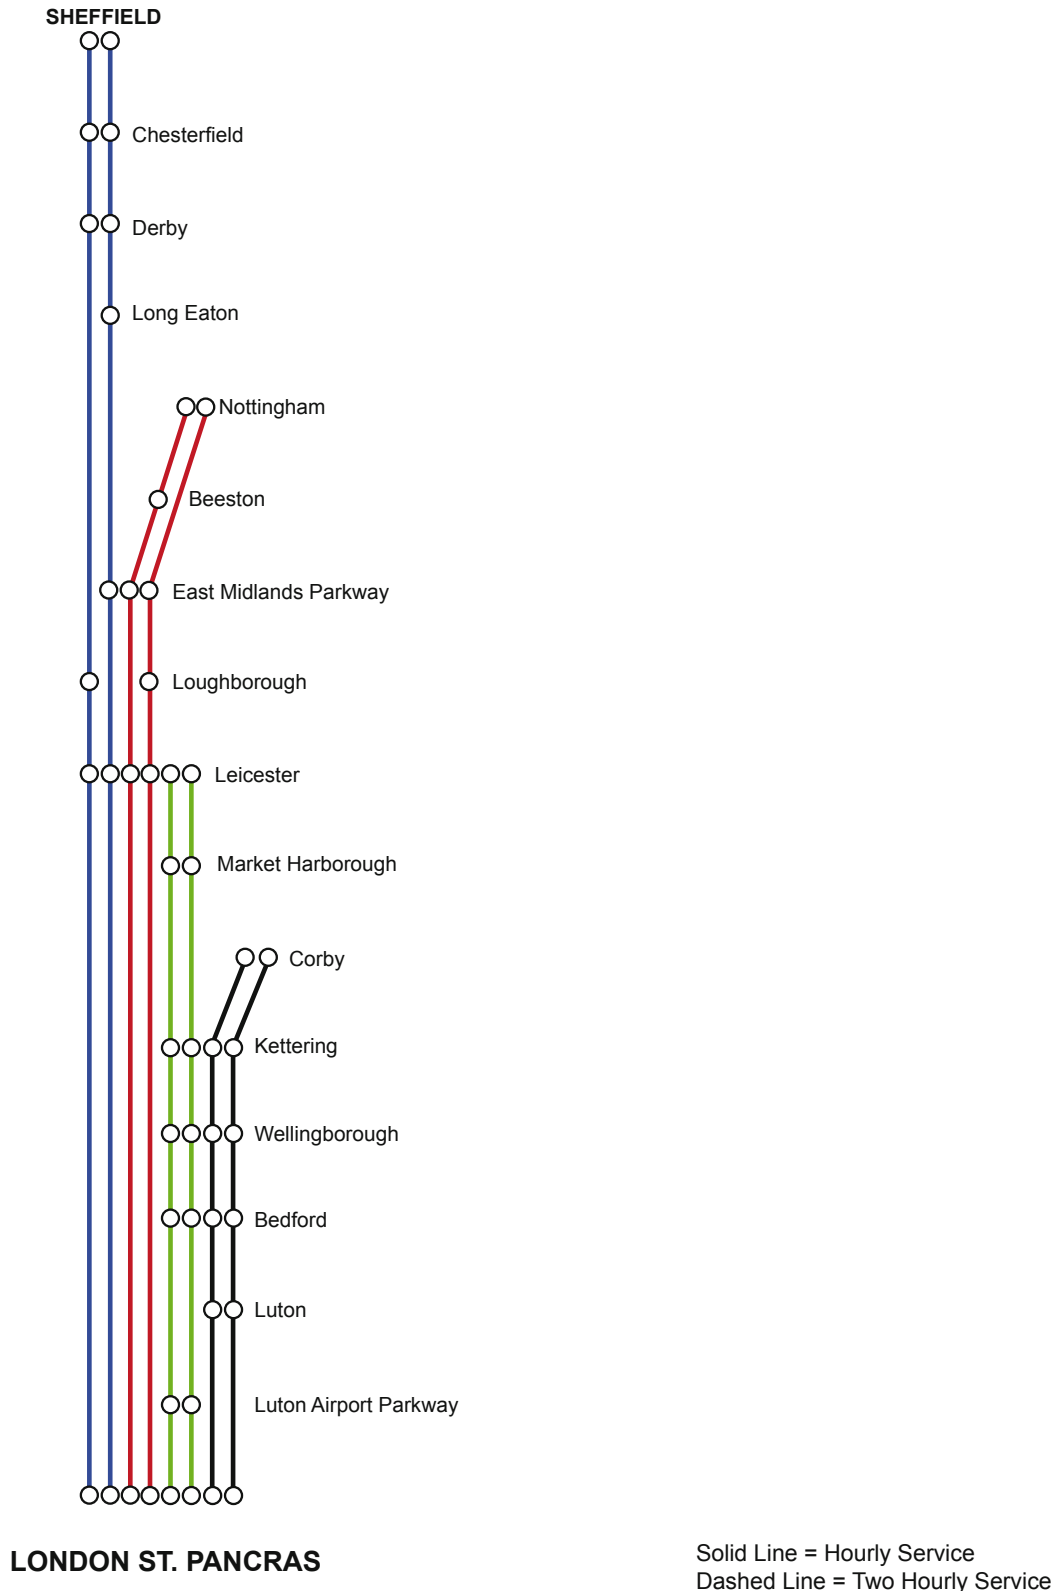 SHEFFIELD
Chesterfield
Derby
Long Eaton
Nottingham
Beeston
East Midlands Parkway
Loughborough
Leicester
Market Harborough
Corby
Kettering
Wellingborough
Bedford
Luton
Luton Airport Parkway
LONDON ST. PANCRAS
Solid Line = Hourly Service
Dashed Line = Two Hourly Service